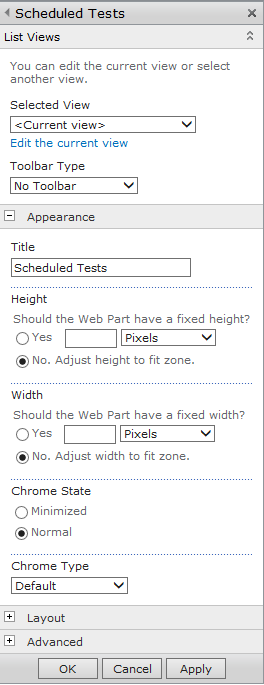 Scheduled Tests
List Views
You can edit the current view or select
another view.
Selected View
<Current view>
Edit the current view
Toolbar Type
No Toolbar
Appearance
Title
Scheduled Tests
Height
Should the Web Part have a fixed height?
Yes Pixels
No. Adjust height to fit zone.
Width
Should the Web Part have a fixed width?
Yes Pixels
No. Adjust width to fit zone.
Chrome State
Minimized
Normal
Chrome Type
Default
Layout
Advanced
OK Cancel Apply